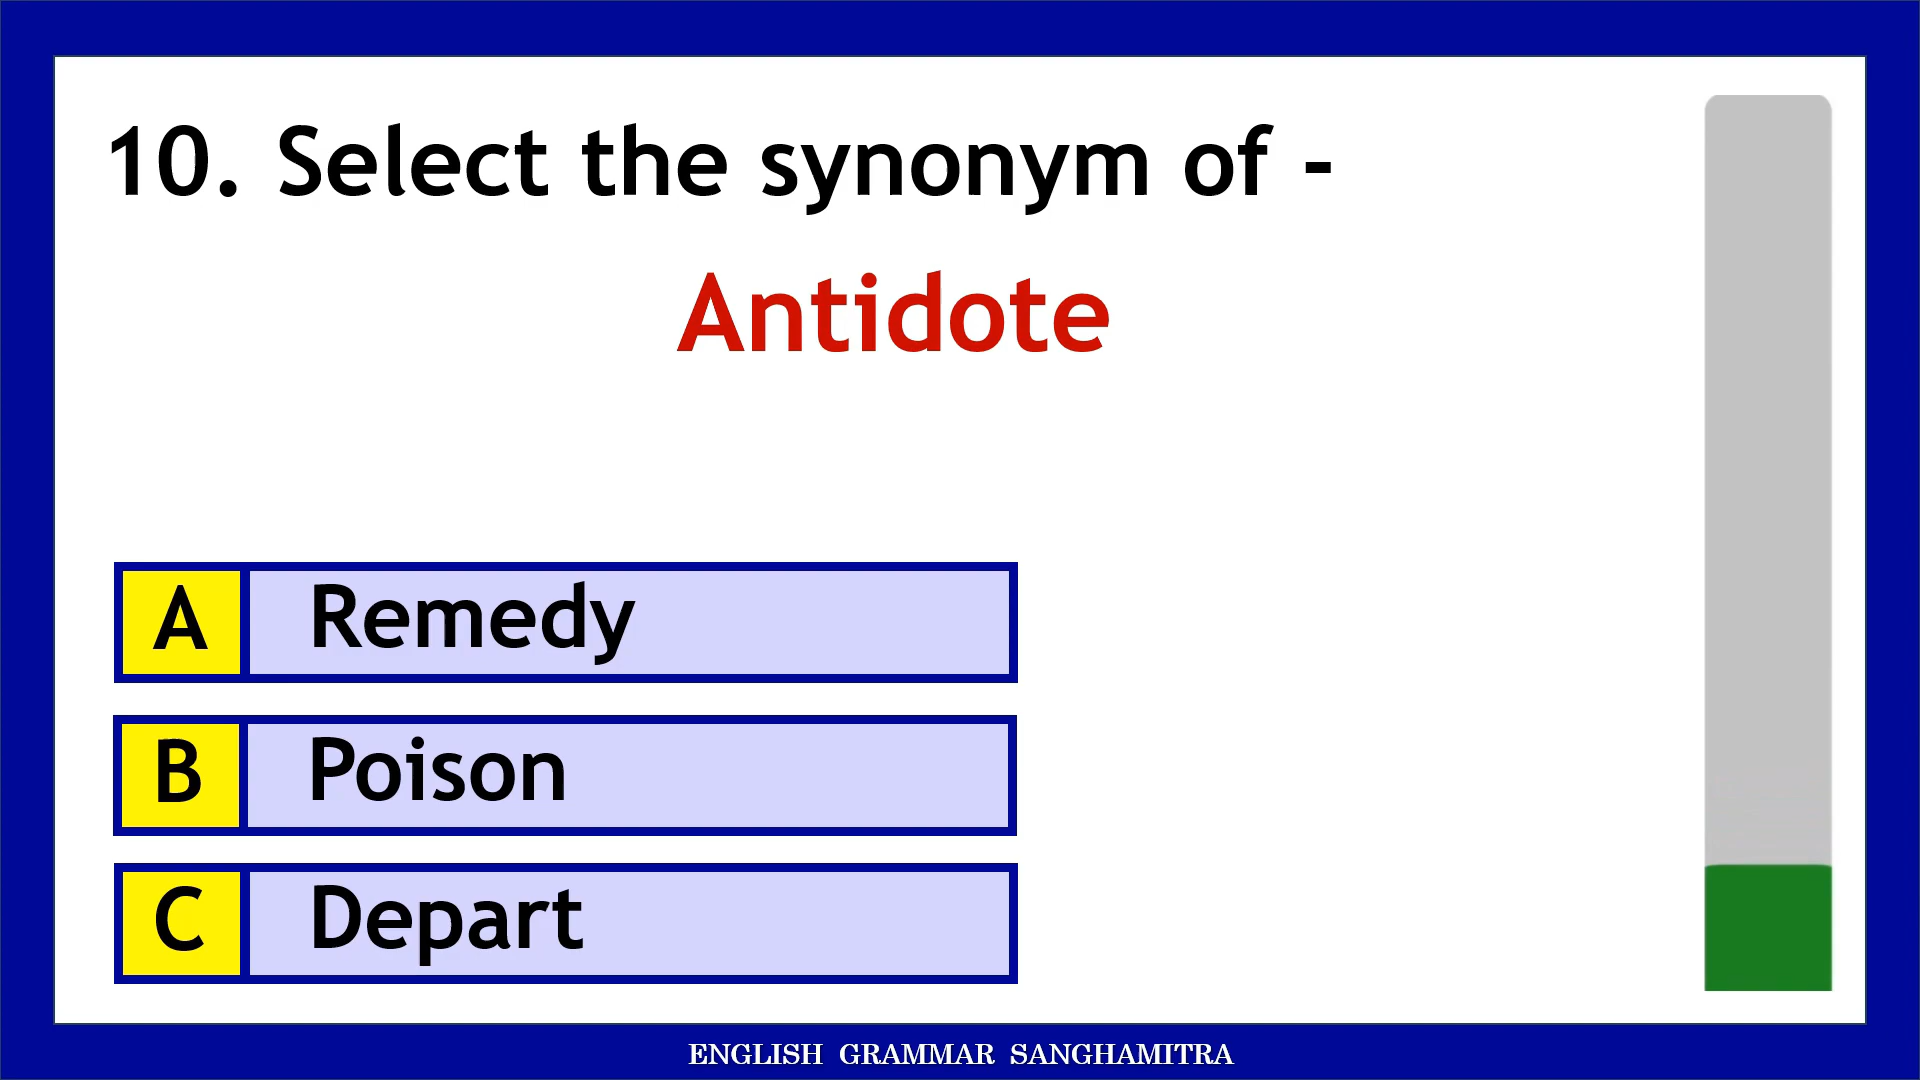 10. Select the synonym of -
Antidote
A Remedy
B Poison
C Depart
ENGLISH GRAMMAR SANGHAMITRA